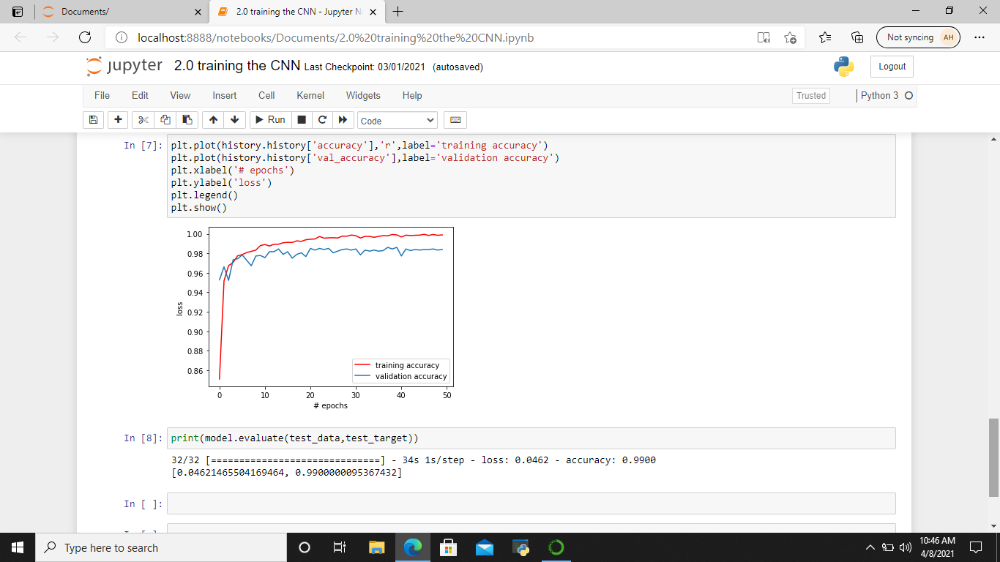 Documents/
2.0 training the CNN - Jupyter N
localhost:8888/notebooks/Documents/2.0%20training%20the%20CNN.ipynb
Not syncing AH
jupyter 2.0 training the CNN Last Checkpoint: 03/01/2021 (autosaved)
Logout
File Edit View Insert Cell Kernel Widgets Help
Trusted
Python 3
Run
Code
In [7]:
plt.plot(history.history['accuracy'],'r',label='training accuracy')
plt.plot(history.history['val_accuracy'],label='validation accuracy')
plt.xlabel('# epochs')
plt.ylabel('loss')
plt.legend()
plt.show()
1.00
0.98
0.96
0.94
0.92
0.90
0.88
0.86
loss
training accuracy
validation accuracy
0 10 20 30 40 50
# epochs
In [8]:
print(model.evaluate(test_data,test_target))
32/32 [==============================] - 34s 1s/step - loss: 0.0462 - accuracy: 0.9900
[0.04621465504169464, 0.9900000095367432]
In [ ]:
Type here to search
10:46 AM
4/8/2021